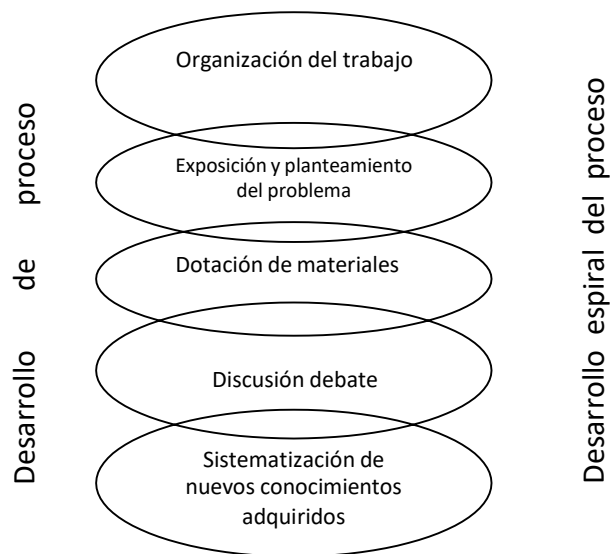 Organización del trabajo
Exposición y planteamiento
del problema
Dotación de materiales
Discusión debate
Sistematización de
nuevos conocimientos
adquiridos
Desarrollo de proceso
Desarrollo espiral del proceso